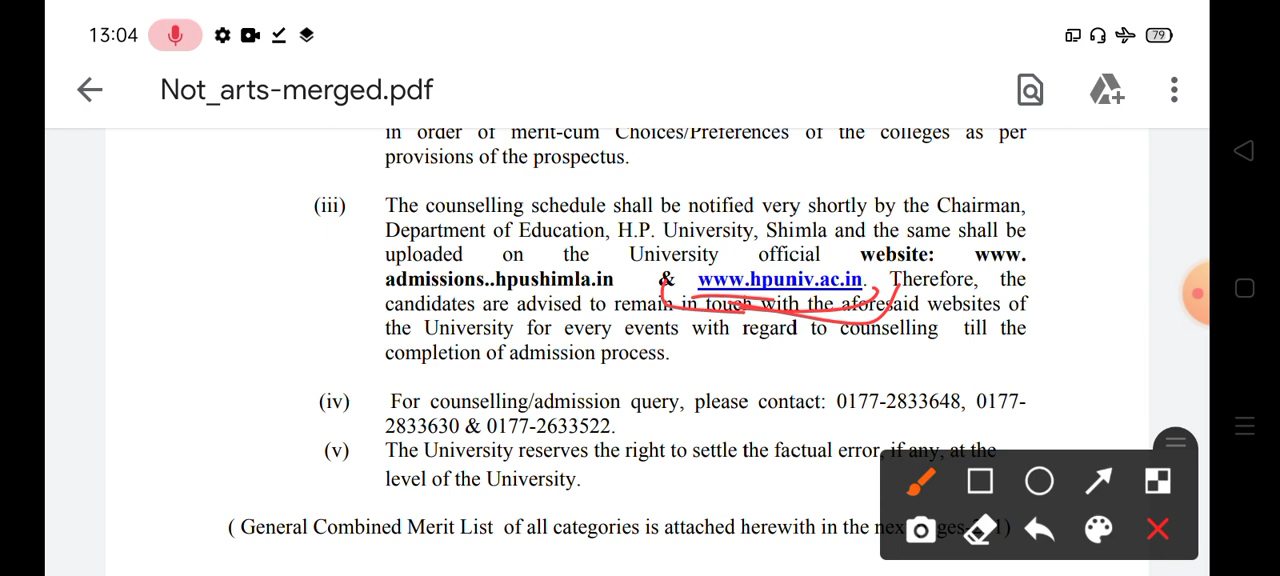 13:04
79
Not_arts-merged.pdf
in order of merit-cum Choices/Preferences of the colleges as per
provisions of the prospectus.
(iii) The counselling schedule shall be notified very shortly by the Chairman,
Department of Education, H.P. University, Shimla and the same shall be
uploaded on the University official website: www.
admissions..hpushimla.in & www.hpuniv.ac.in. Therefore, the
candidates are advised to remain in touch with the aforesaid websites of
the University for every events with regard to counselling till the
completion of admission process.
(iv) For counselling/admission query, please contact: 0177-2833648, 0177-
2833630 & 0177-2633522.
(v) The University reserves the right to settle the factual error, if any, at the
level of the University.
( General Combined Merit List of all categories is attached herewith in the